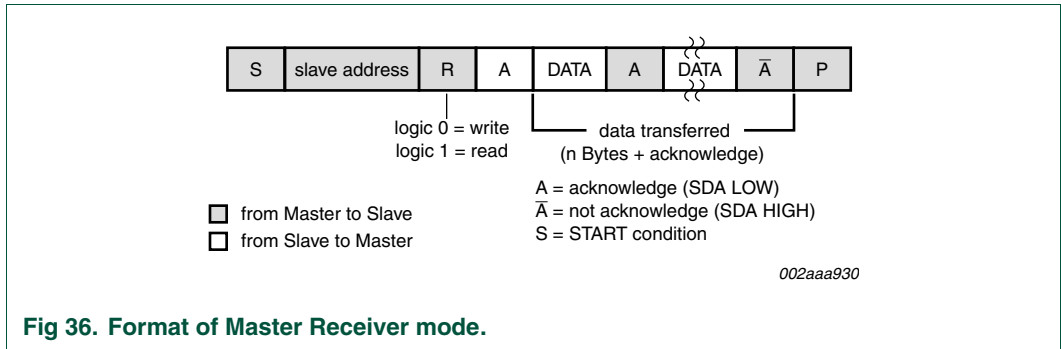 S slave address R A DATA A DATA A̅ P
logic 0 = write
logic 1 = read
data transferred
(n Bytes + acknowledge)
A = acknowledge (SDA LOW)
A̅ = not acknowledge (SDA HIGH)
S = START condition
from Master to Slave
from Slave to Master
002aaa930
Fig 36. Format of Master Receiver mode.